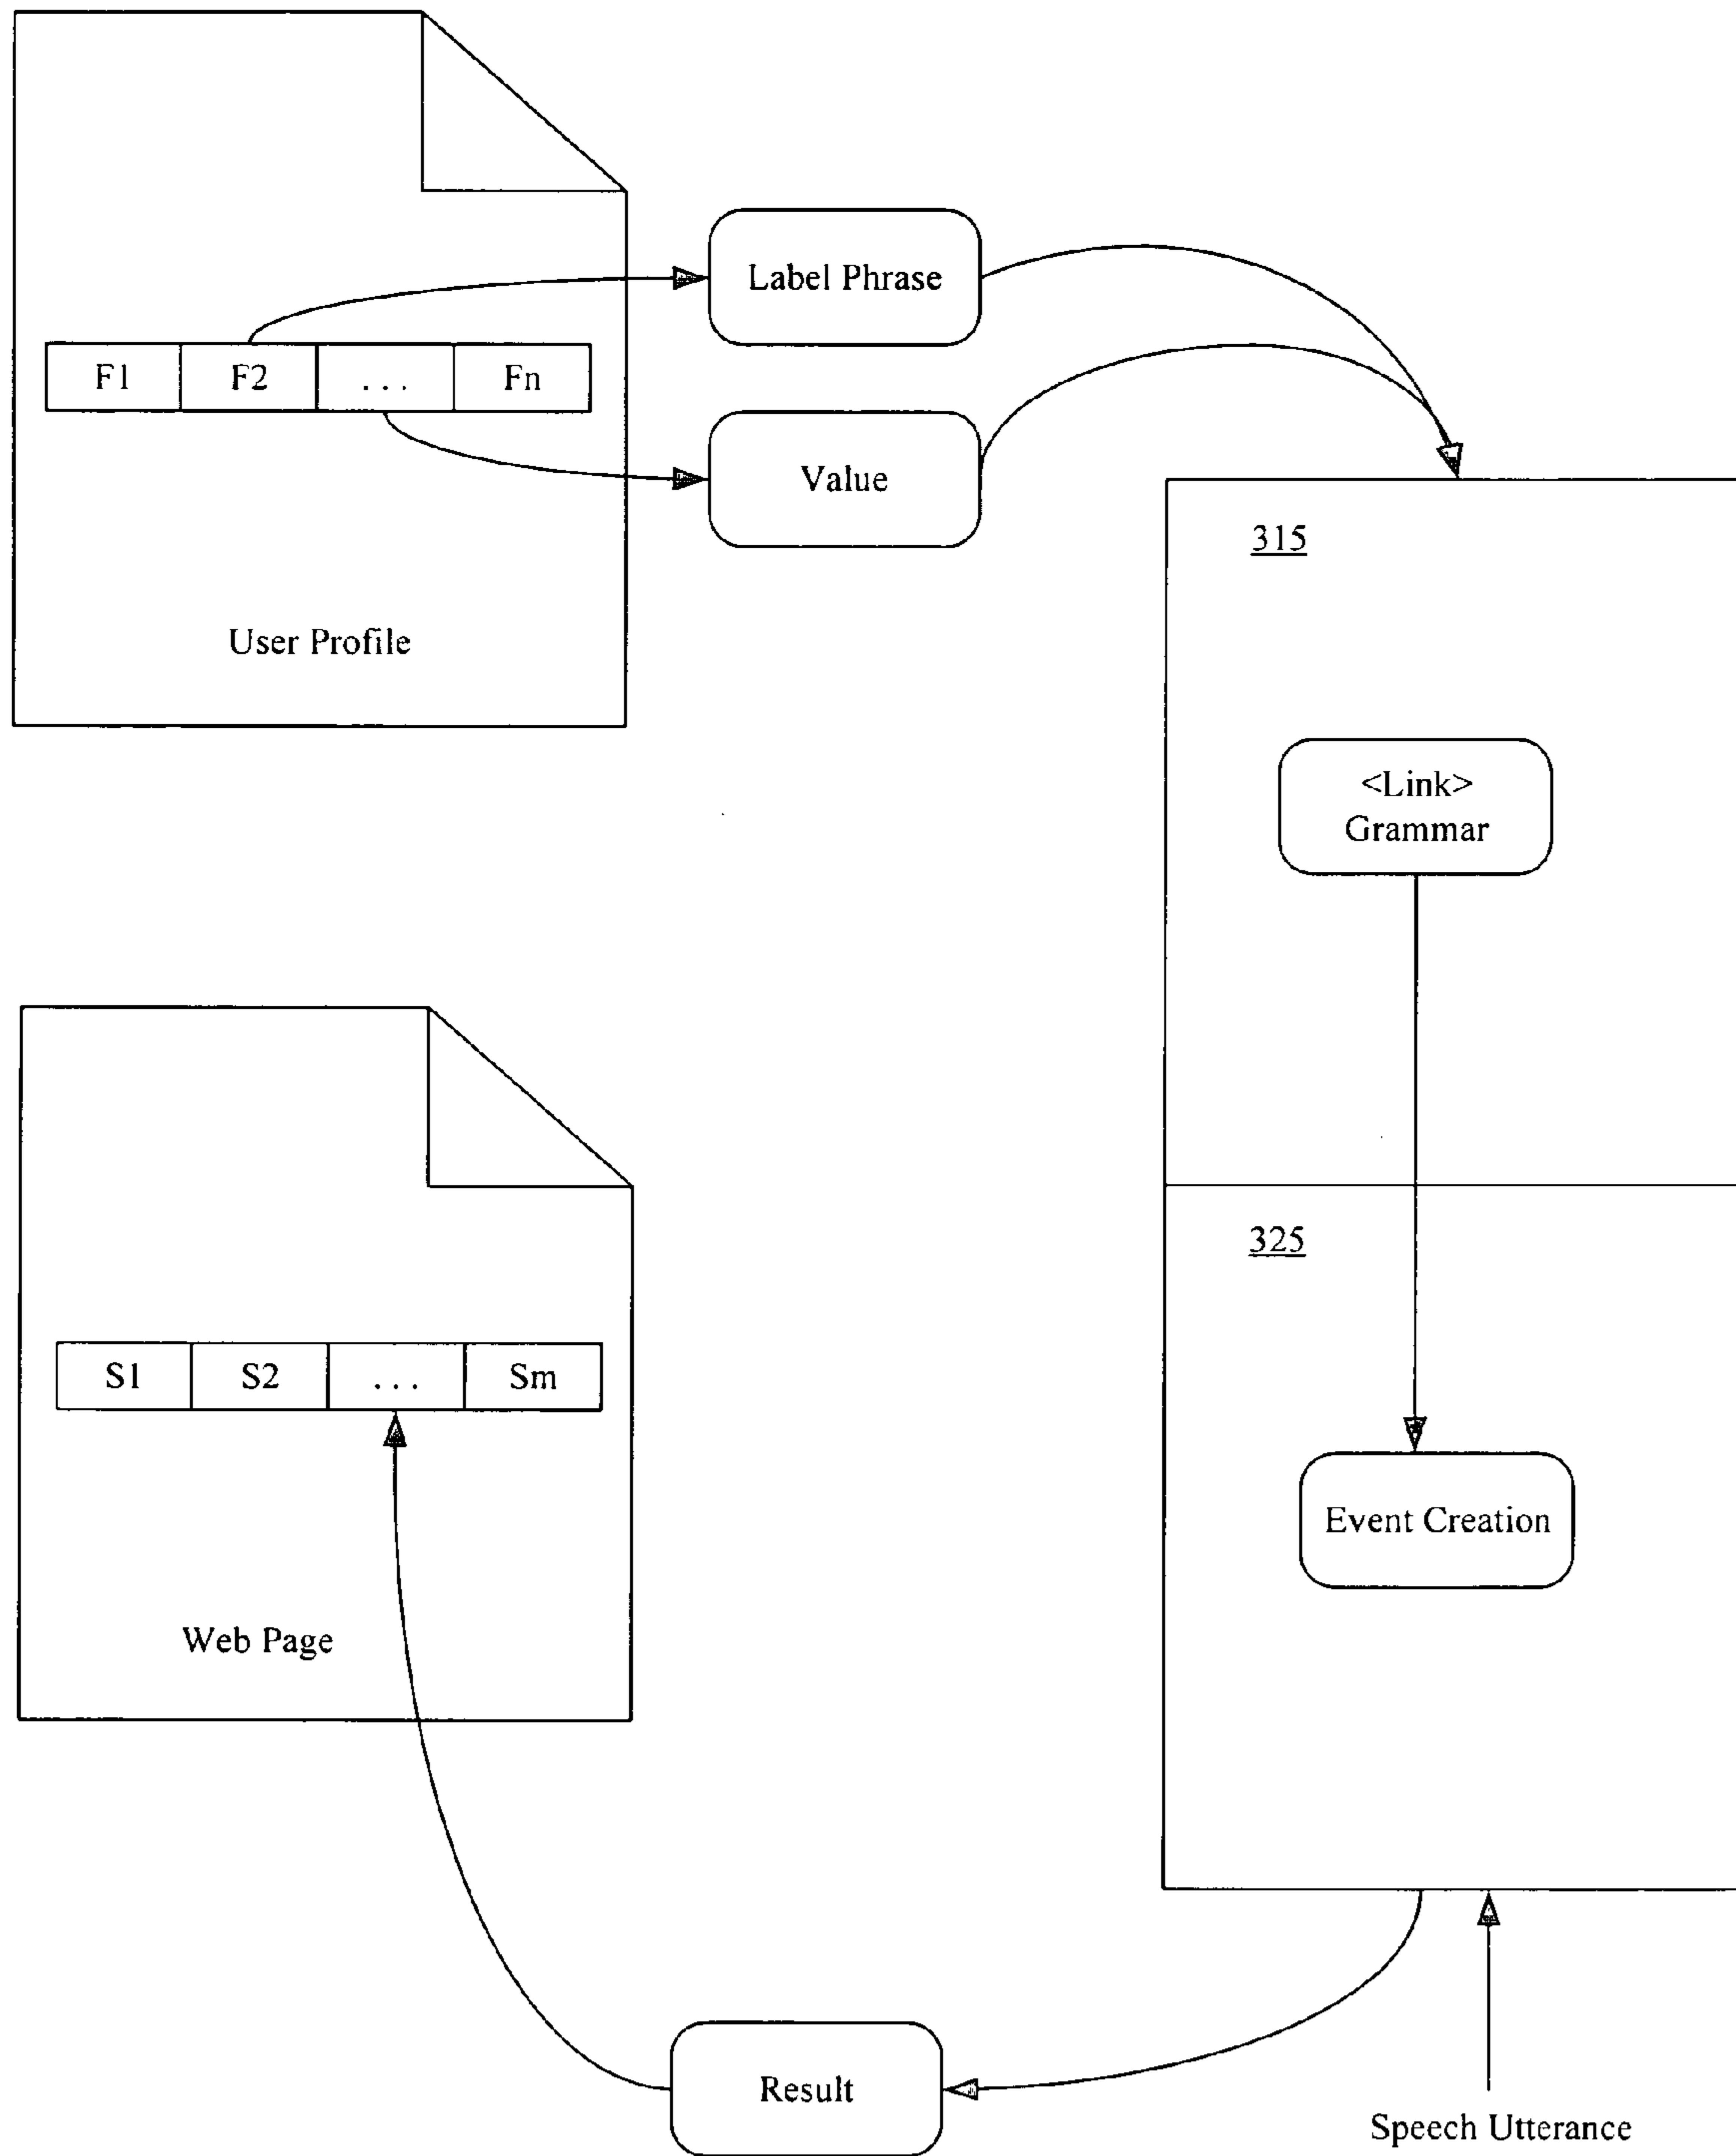 Label Phrase
F1 F2 . . . Fn
Value
315
User Profile
<Link>
Grammar
325
S1 S2 . . . Sm
Event Creation
Web Page
Result
Speech Utterance